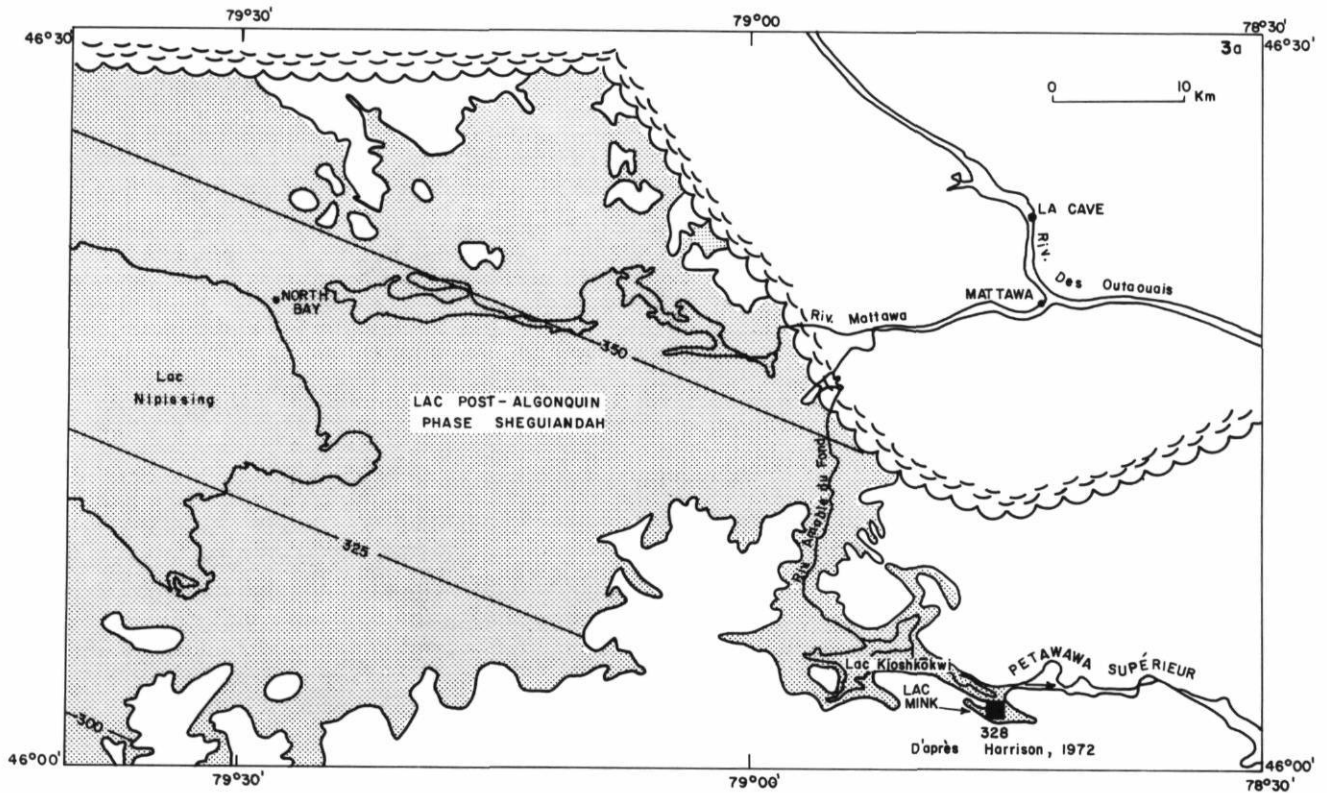 79°30'
79°00
78°30'
46°30'
3a
46°30'
0 10
Km
LA CAVE
Riv.
Des Outaouais
MATTAWA
NORTH
BAY
Riv. Mattawa
350
Lac
Nipissing
LAC POST-ALGONQUIN
PHASE SHEGUIANDAH
Riv. Amable du Fond
325
Lac Kioshkokwi
PETAWAWA SUPÉRIEUR
LAC
MINK
300
328
D'après Harrison, 1972
46°00'
46°00'
79°30'
79°00'
78°30'